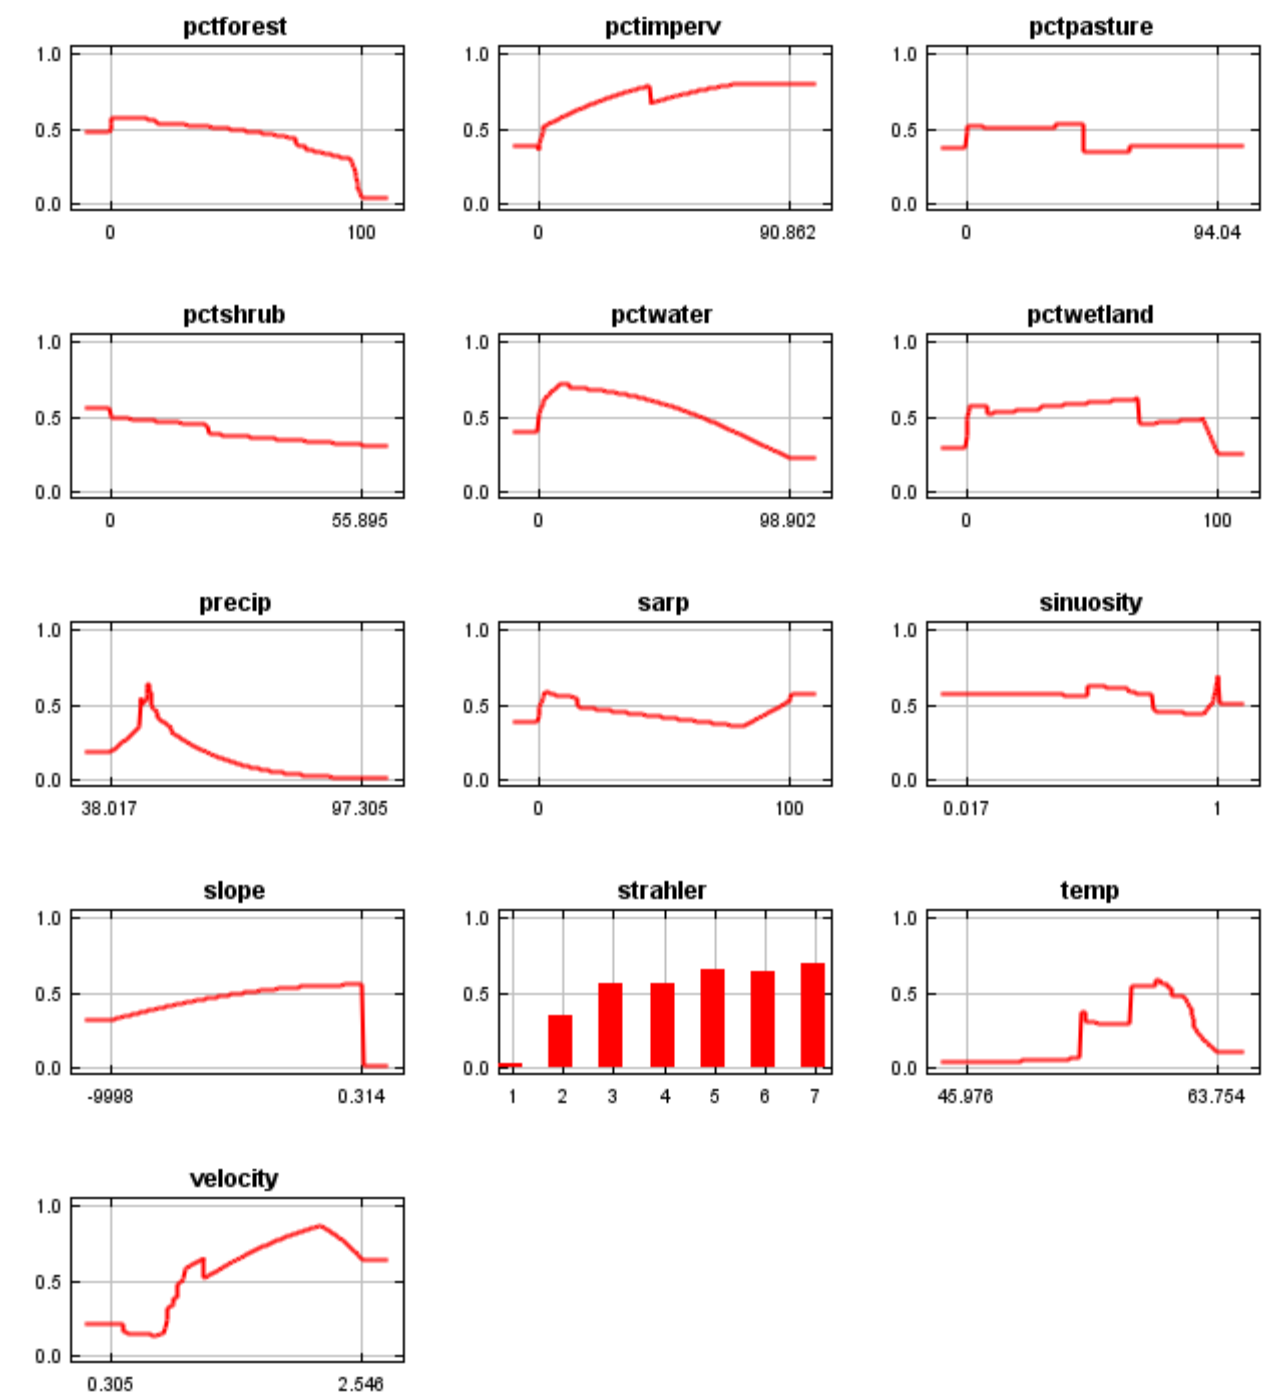 pctforest pctimperv pctpasture
1.0 1.0 1.0
0.5 0.5 0.5
0.0 0.0 0.0
0 100 0 90.862 0 94.04
pctshrub pctwater pctwetland
1.0 1.0 1.0
0.5 0.5 0.5
0.0 0.0 0.0
0 55.895 0 98.902 0 100
precip sarp sinuosity
1.0 1.0 1.0
0.5 0.5 0.5
0.0 0.0 0.0
38.017 97.305 0 100 0.017 1
slope strahler temp
1.0 1.0 1.0
0.5 0.5 0.5
0.0 0.0 0.0
-9998 0.314 1 2 3 4 5 6 7 45.976 63.754
velocity
1.0
0.5
0.0
0.305 2.546